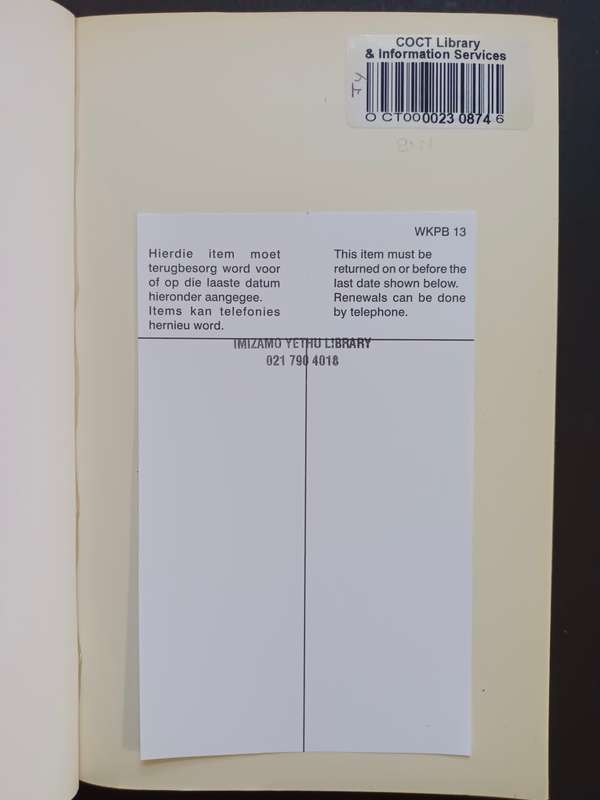 COCT Library
& Information Services
O CT000023 0874 6
WKPB 13
Hierdie item moet
terugbesorg word voor
of op die laaste datum
hieronder aangegee.
Items kan telefonies
hernieu word.
This item must be
returned on or before the
last date shown below.
Renewals can be done
by telephone.
IMIZAMO YETHU LIBRARY
021 790 4018